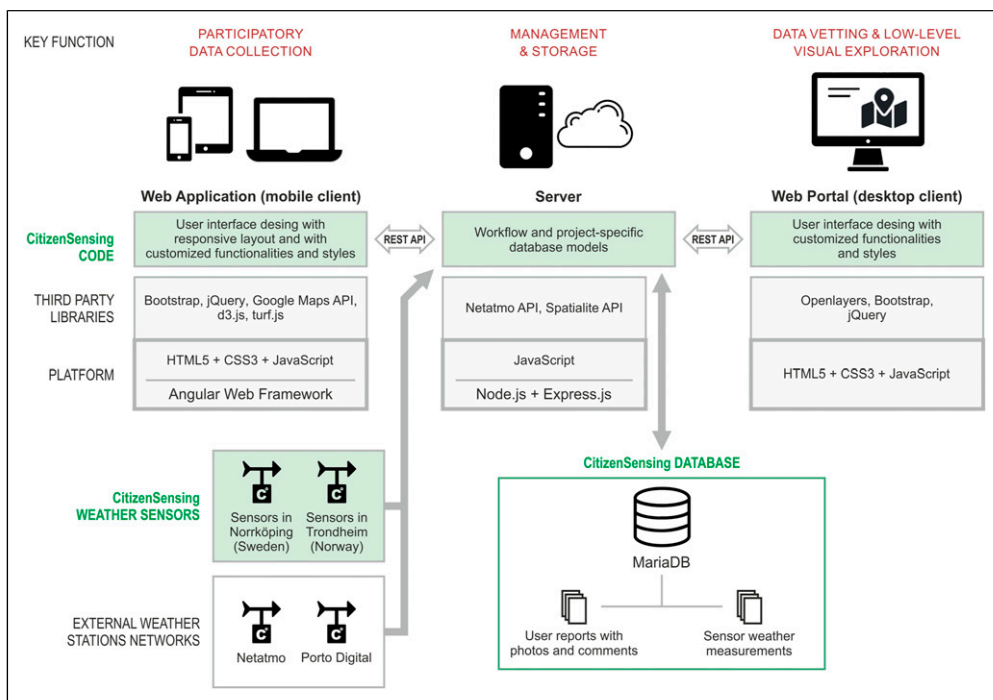 KEY FUNCTION
PARTICIPATORY
DATA COLLECTION
MANAGEMENT
& STORAGE
DATA VETTING & LOW-LEVEL
VISUAL EXPLORATION
Web Application (mobile client)
Server
Web Portal (desktop client)
CitizenSensing
CODE
User interface desing with
responsive layout and with
customized functionalities and styles
REST API
Workflow and project-specific
database models
REST API
User interface desing with
customized functionalities
and styles
THIRD PARTY
LIBRARIES
Bootstrap, jQuery, Google Maps API,
d3.js, turf.js
Netatmo API, Spatialite API
Openlayers, Bootstrap,
jQuery
PLATFORM
HTML5 + CSS3 + JavaScript
Angular Web Framework
JavaScript
Node.js + Express.js
HTML5 + CSS3 + JavaScript
CitizenSensing
WEATHER SENSORS
C
Sensors in
Norrköping
(Sweden)
C
Sensors in
Trondheim
(Norway)
CitizenSensing DATABASE
MariaDB
User reports with
photos and comments
Sensor weather
measurements
EXTERNAL WEATHER
STATIONS NETWORKS
C
Netatmo
C
Porto Digital